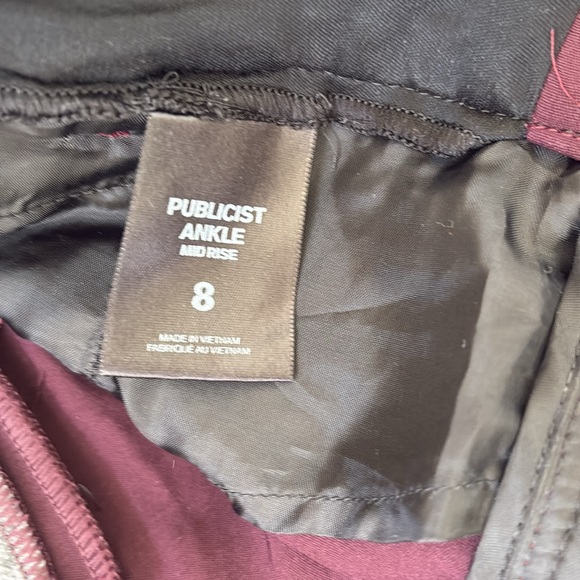 PUBLICIST
ANKLE
MID RISE
8
MADE IN VIETNAM
FABRIQUÉ AU VIETNAM